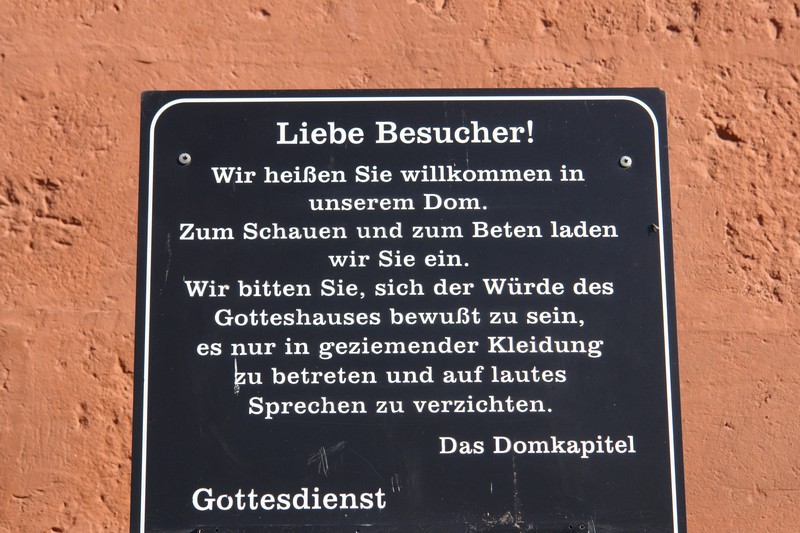 Liebe Besucher!
Wir heißen Sie willkommen in
unserem Dom.
Zum Schauen und zum Beten laden
wir Sie ein.
Wir bitten Sie, sich der Würde des
Gotteshauses bewußt zu sein,
es nur in geziemender Kleidung
zu betreten und auf lautes
Sprechen zu verzichten.
Das Domkapitel
Gottesdienst